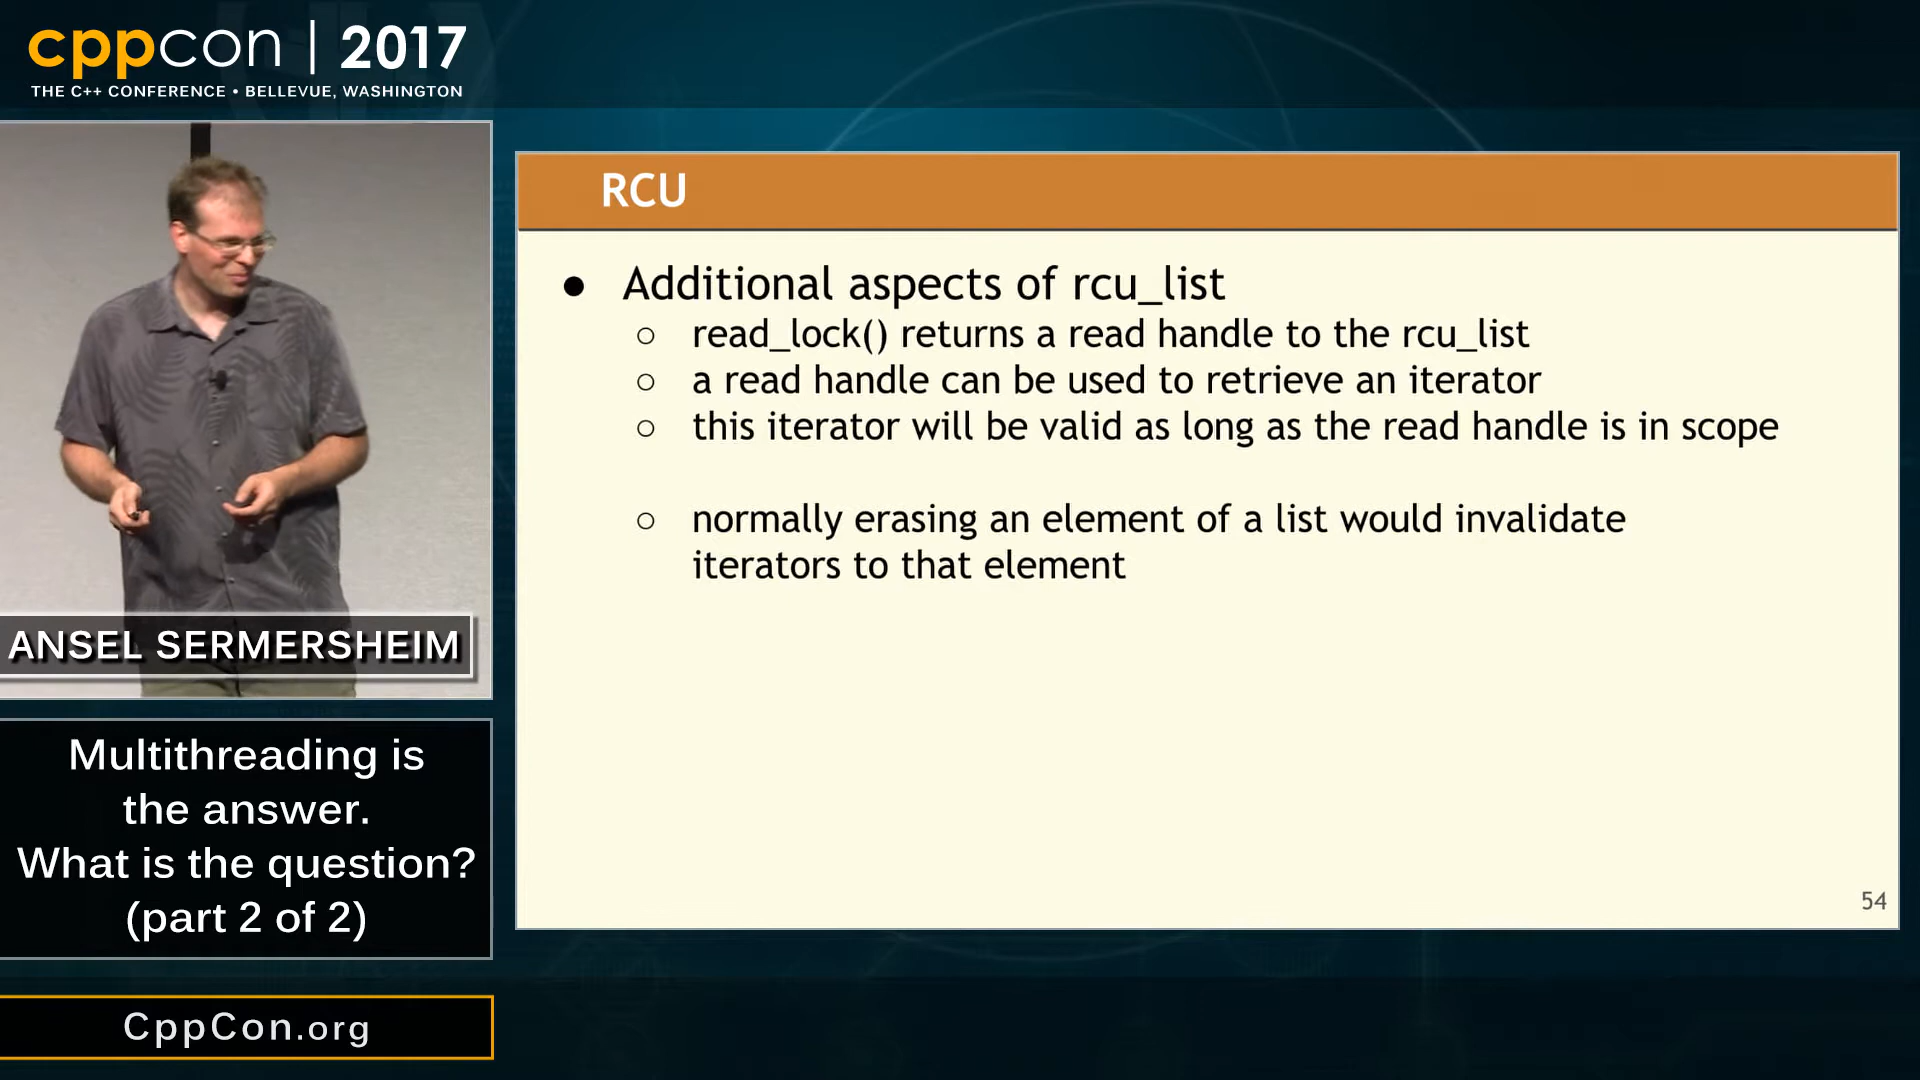 cppcon | 2017
THE C++ CONFERENCE • BELLEVUE, WASHINGTON
ANSEL SERMERSHEIM
Multithreading is
the answer.
What is the question?
(part 2 of 2)
CppCon.org
RCU
● Additional aspects of rcu_list
○ read_lock() returns a read handle to the rcu_list
○ a read handle can be used to retrieve an iterator
○ this iterator will be valid as long as the read handle is in scope
○ normally erasing an element of a list would invalidate
iterators to that element
54